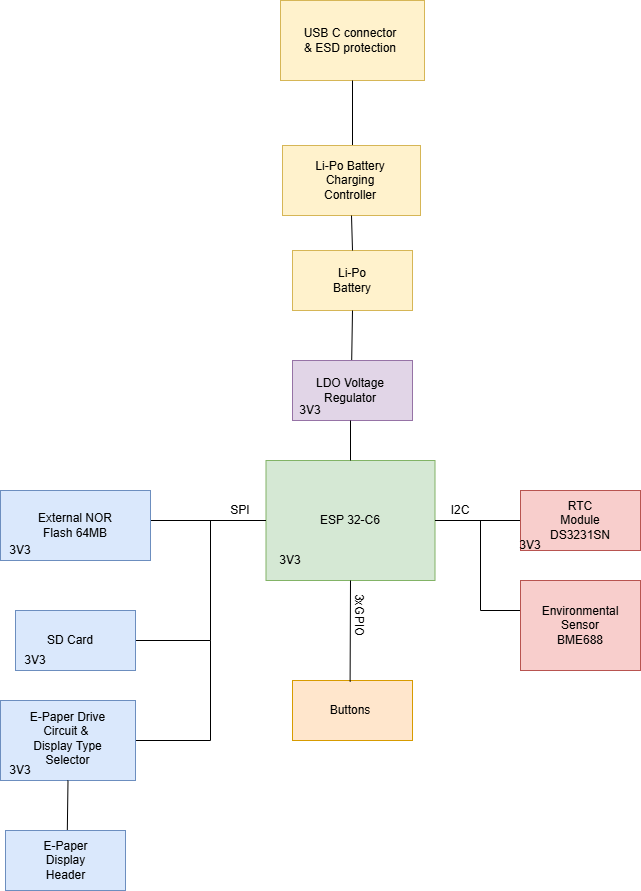 USB C connector
& ESD protection
Li-Po Battery
Charging
Controller
Li-Po
Battery
LDO Voltage
Regulator
3V3
External NOR
Flash 64MB
3V3
SPI
ESP 32-C6
3V3
I2C
RTC
Module
DS3231SN
3V3
3xGPIO
SD Card
3V3
Environmental
Sensor
BME688
E-Paper Drive
Circuit &
Display Type
Selector
3V3
Buttons
E-Paper
Display
Header